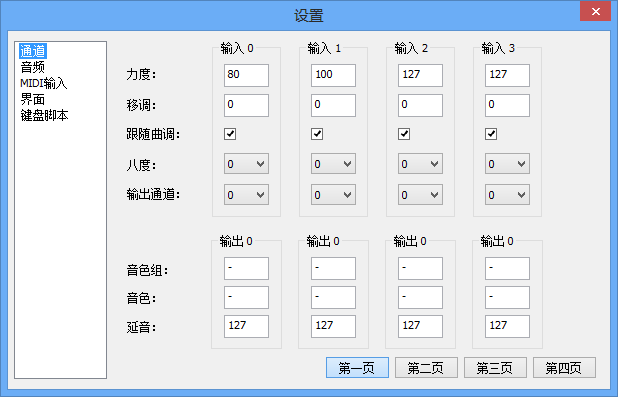 设置
通道
音频
MIDI输入
界面
键盘脚本
输入 0 输入 1 输入 2 输入 3
力度： 80 100 127 127
移调： 0 0 0 0
跟随曲调：
八度： 0 0 0 0
输出通道： 0 0 0 0
输出 0 输出 0 输出 0 输出 0
音色组： - - - -
音色： - - - -
延音： 127 127 127 127
第一页 第二页 第三页 第四页